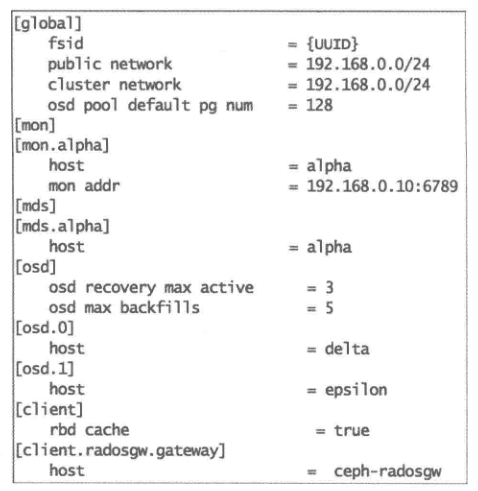 [global]
fsid = {UUID}
public network = 192.168.0.0/24
cluster network = 192.168.0.0/24
osd pool default pg num = 128
[mon]
[mon.alpha]
host = alpha
mon addr = 192.168.0.10:6789
[mds]
[mds.alpha]
host = alpha
[osd]
osd recovery max active = 3
osd max backfills = 5
[osd.0]
host = delta
[osd.1]
host = epsilon
[client]
rbd cache = true
[client.radosgw.gateway]
host = ceph-radosgw